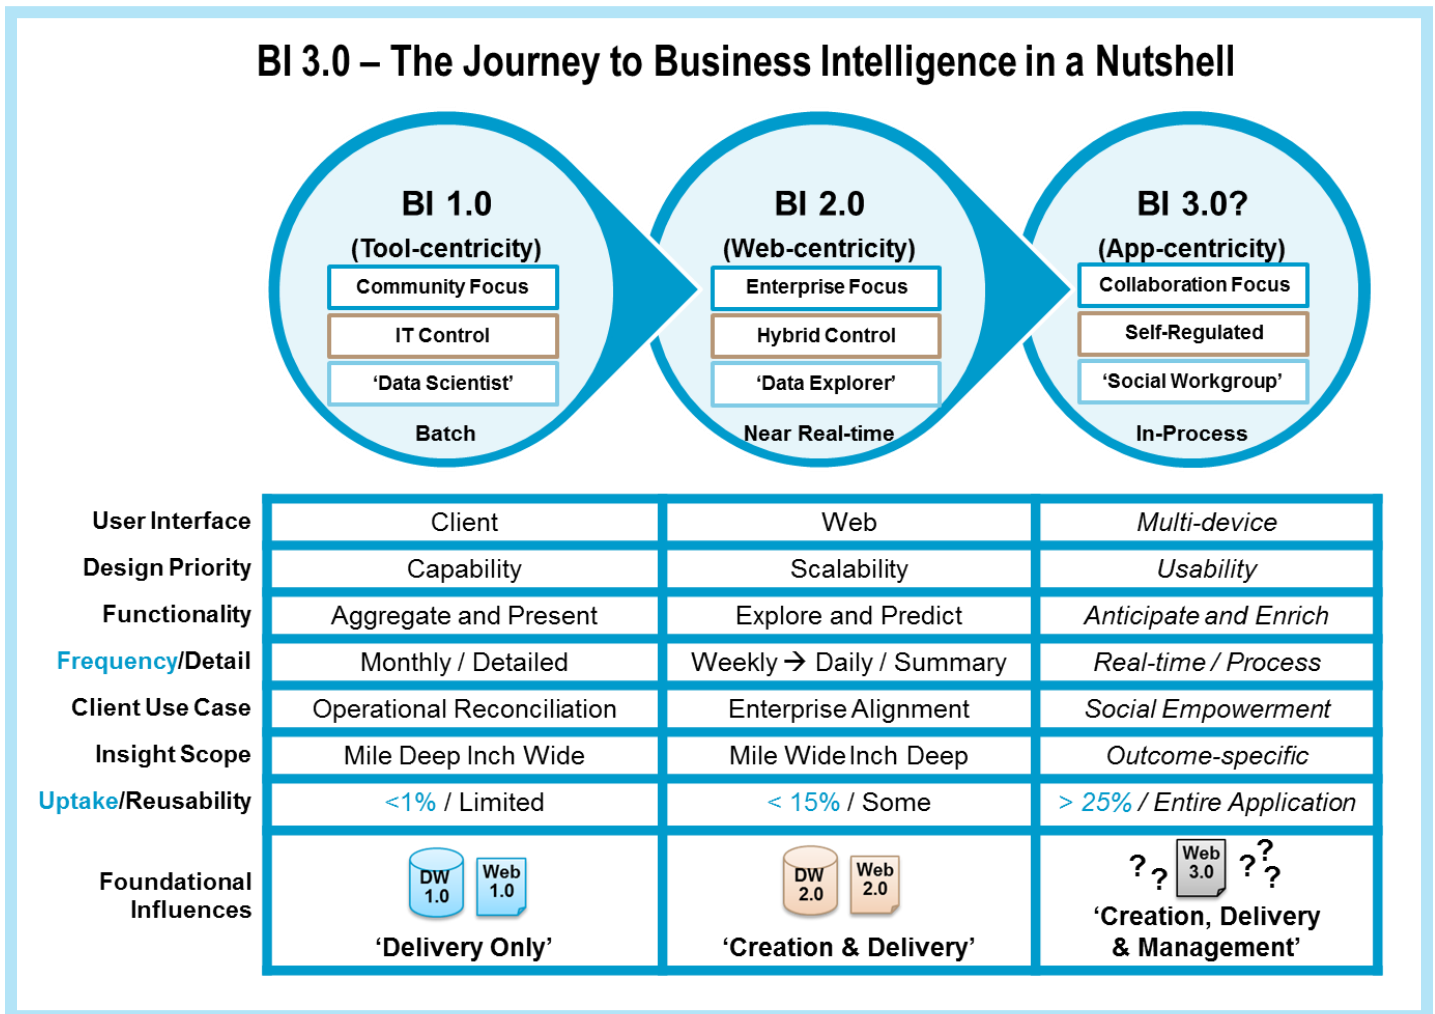 BI 3.0 – The Journey to Business Intelligence in a Nutshell
BI 1.0
(Tool-centricity)
Community Focus
IT Control
‘Data Scientist’
Batch
BI 2.0
(Web-centricity)
Enterprise Focus
Hybrid Control
‘Data Explorer’
Near Real-time
BI 3.0?
(App-centricity)
Collaboration Focus
Self-Regulated
‘Social Workgroup’
In-Process
User Interface Client Web Multi-device
Design Priority Capability Scalability Usability
Functionality Aggregate and Present Explore and Predict Anticipate and Enrich
Frequency/Detail Monthly / Detailed Weekly → Daily / Summary Real-time / Process
Client Use Case Operational Reconciliation Enterprise Alignment Social Empowerment
Insight Scope Mile Deep Inch Wide Mile Wide Inch Deep Outcome-specific
Uptake/Reusability <1% / Limited < 15% / Some > 25% / Entire Application
Foundational
Influences
DW
1.0
Web
1.0
‘Delivery Only’
DW
2.0
Web
2.0
‘Creation & Delivery’
? ? Web ? ? ?
3.0
‘Creation, Delivery
& Management’